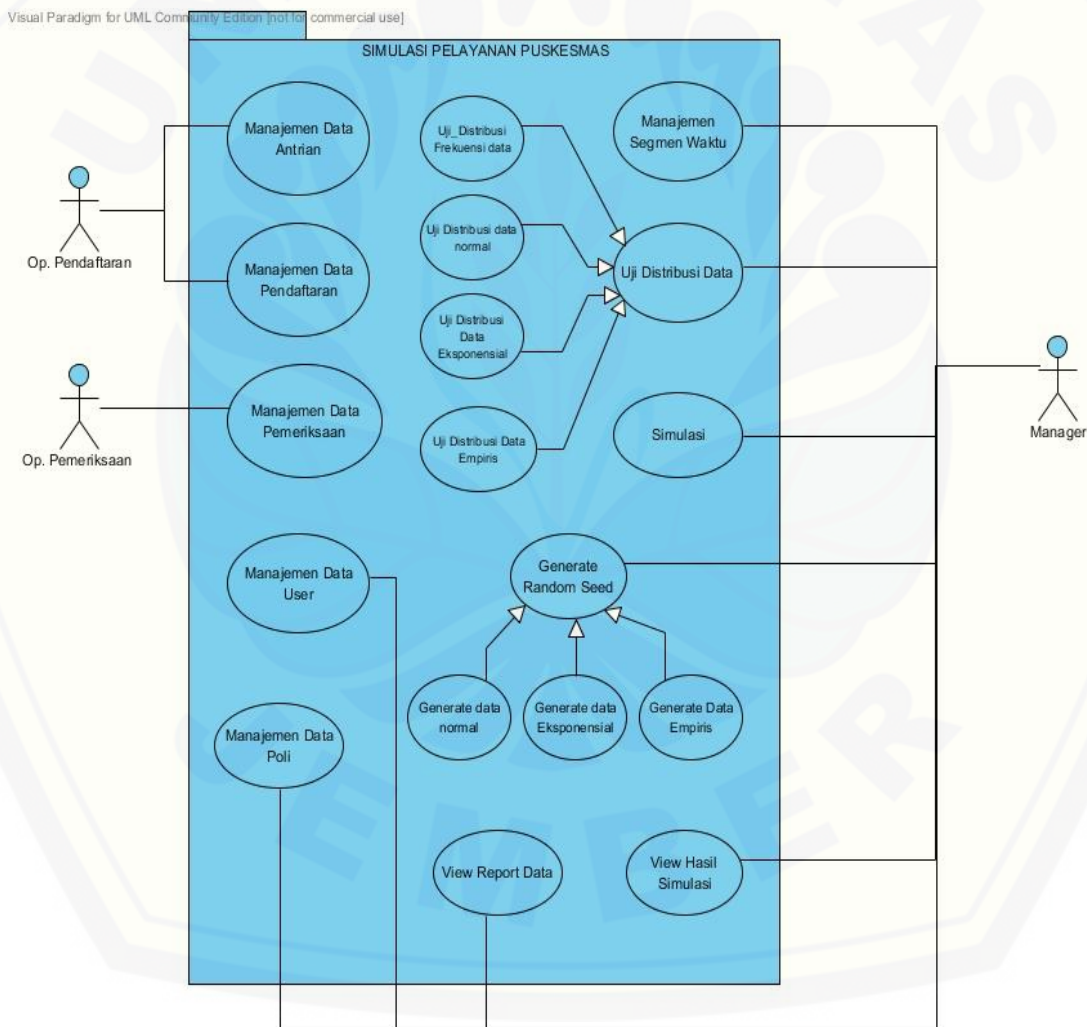 Visual Paradigm for UML Community Edition [not for commercial use]
SIMULASI PELAYANAN PUSKESMAS
Manajemen Data
Antrian
Uji_Distribusi
Frekuensi data
Manajemen
Segmen Waktu
Op. Pendaftaran
Manajemen Data
Pendaftaran
Uji Distribusi data
normal
Uji Distribusi Data
Uji Distribusi
Data
Eksponensial
Op. Pemeriksaan
Manajemen Data
Pemeriksaan
Uji Distribusi Data
Empiris
Simulasi
Manager
Manajemen Data
User
Generate
Random Seed
Manajemen Data
Poli
Generate data
normal
Generate data
Eksponensial
Generate Data
Empiris
View Report Data
View Hasil
Simulasi
JEMBER